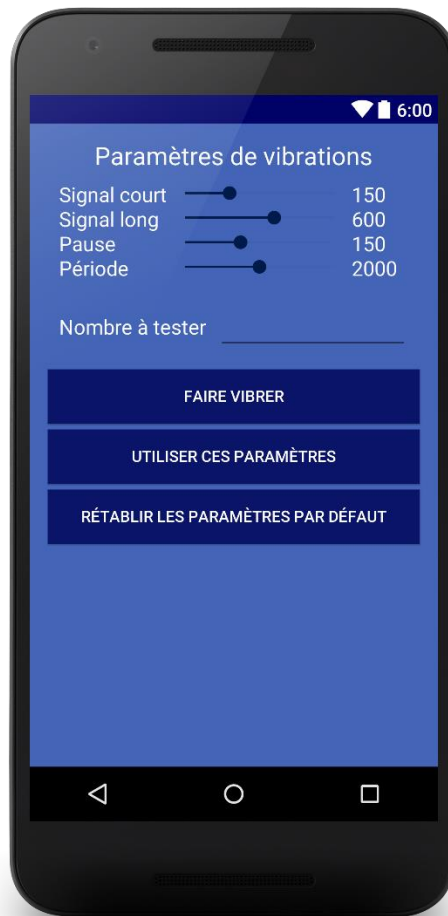 6:00
Paramètres de vibrations
Signal court 150
Signal long 600
Pause 150
Période 2000
Nombre à tester
FAIRE VIBRER
UTILISER CES PARAMÈTRES
RÉTABLIR LES PARAMÈTRES PAR DÉFAUT